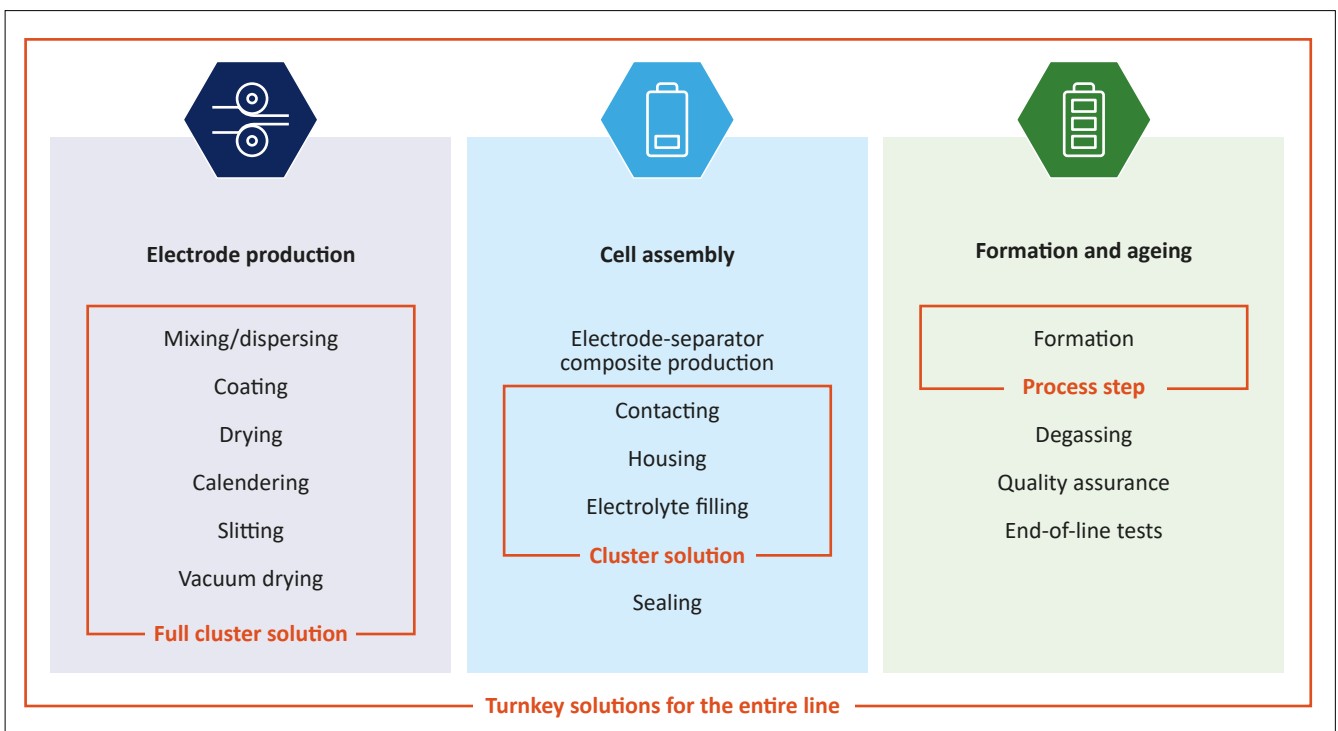 Electrode production
Mixing/dispersing
Coating
Drying
Calendering
Slitting
Vacuum drying
Full cluster solution
Cell assembly
Electrode-separator
composite production
Contacting
Housing
Electrolyte filling
Cluster solution
Sealing
Formation and ageing
Formation
Process step
Degassing
Quality assurance
End-of-line tests
Turnkey solutions for the entire line